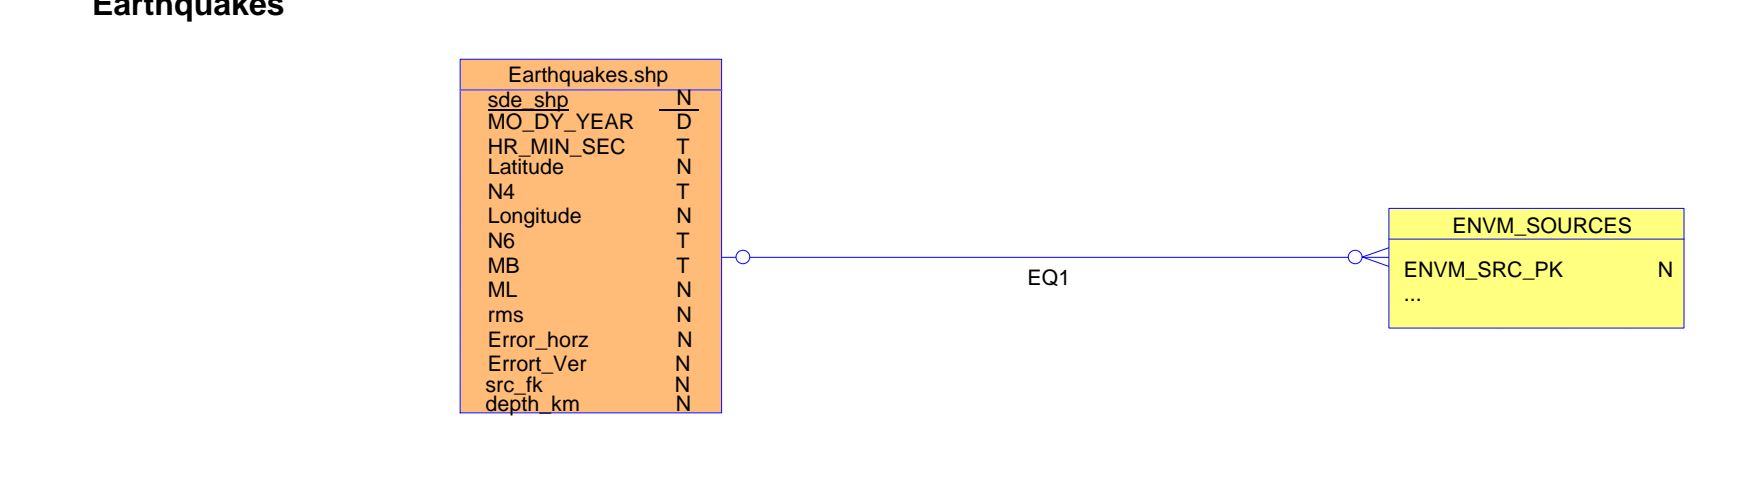 Earthquakes
Earthquakes.shp
sde_shp N
MO_DY_YEAR D
HR_MIN_SEC T
Latitude N
N4 T
Longitude N
N6 T
MB T
ML N
rms N
Error_horz N
Errort_Ver N
src_fk N
depth_km N
EQ1
ENVM_SOURCES
ENVM_SRC_PK N
...